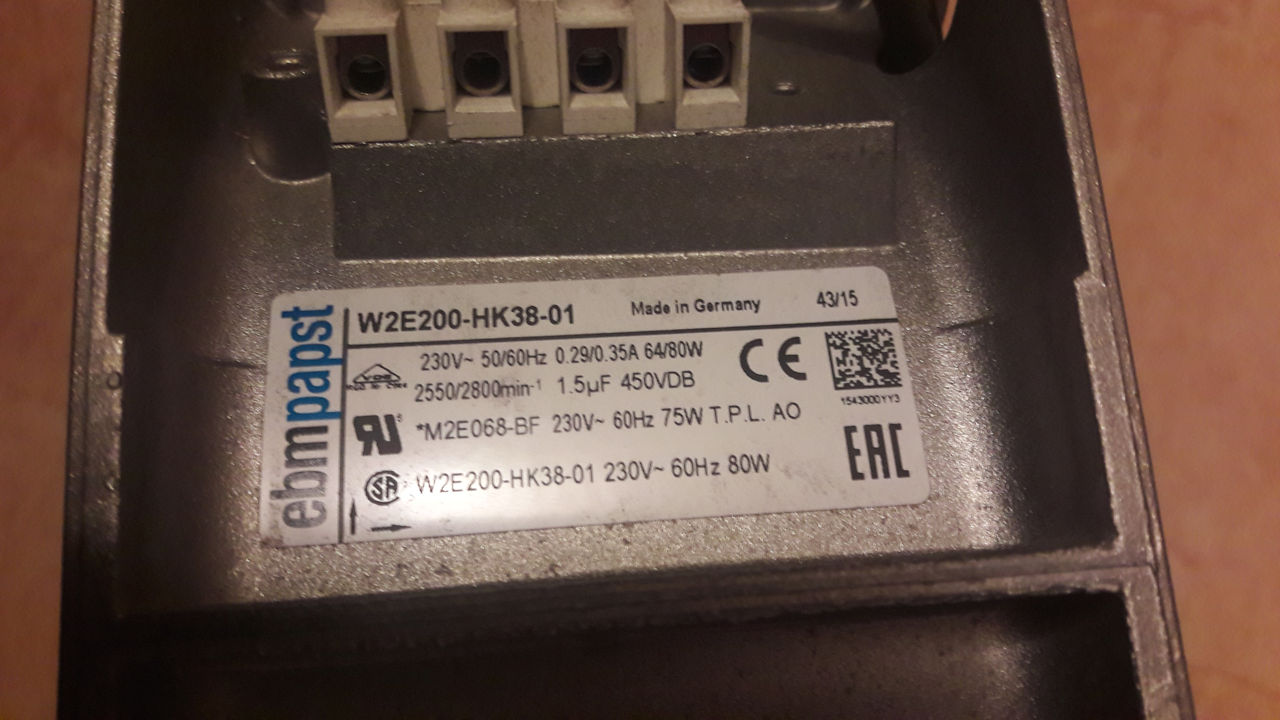 ebmpapst
W2E200-HK38-01 Made in Germany 43/15
230V~ 50/60Hz 0.29/0.35A 64/80W
2550/2800min-1 1.5µF 450VDB
CE
1543000YY3
*M2E068-BF 230V~ 60Hz 75W T.P.L. AO
W2E200-HK38-01 230V~ 60Hz 80W
EAC